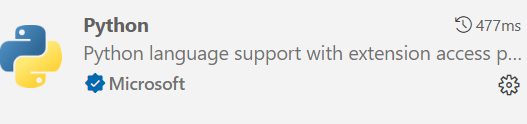 Python 477ms
Python language support with extension access p...
Microsoft